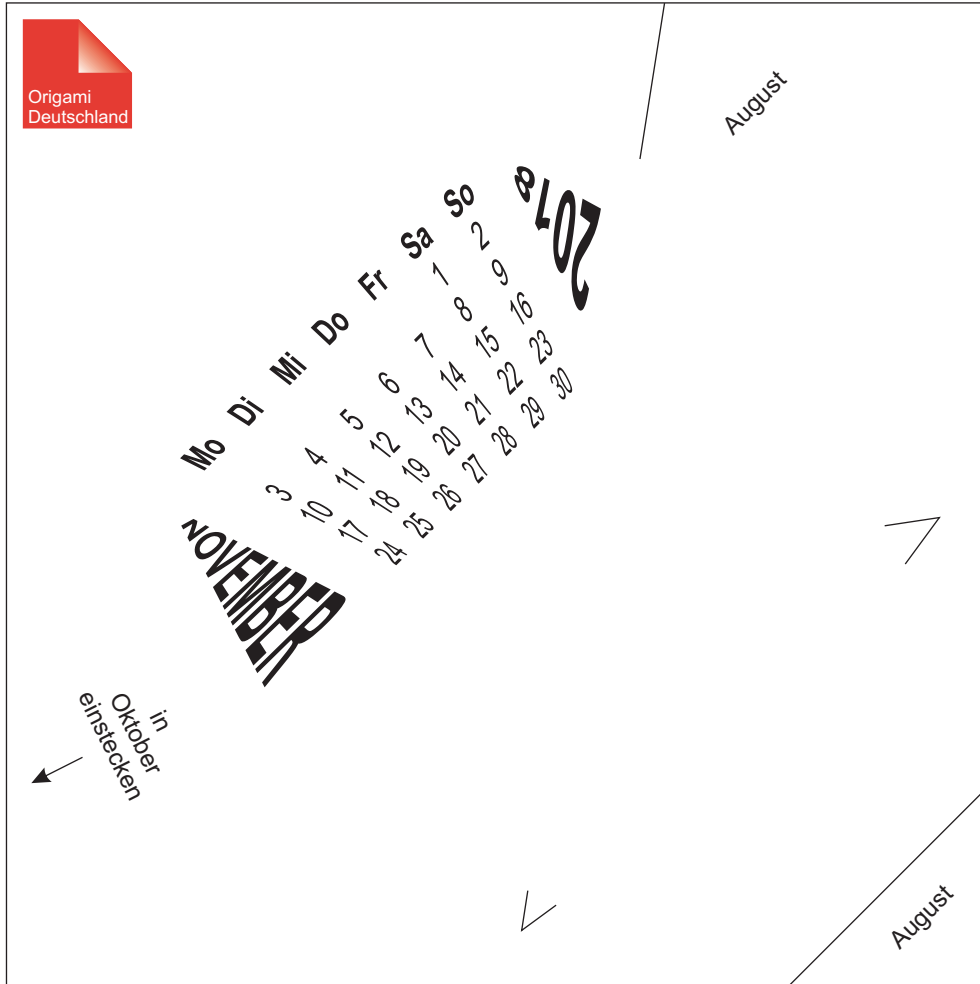 Origami
Deutschland
August
2018
Mo Di Mi Do Fr Sa So
1 2
3 4 5 6 7 8 9
10 11 12 13 14 15 16
17 18 19 20 21 22 23
24 25 26 27 28 29 30
NOVEMBER
in
Oktober
einstecken
August